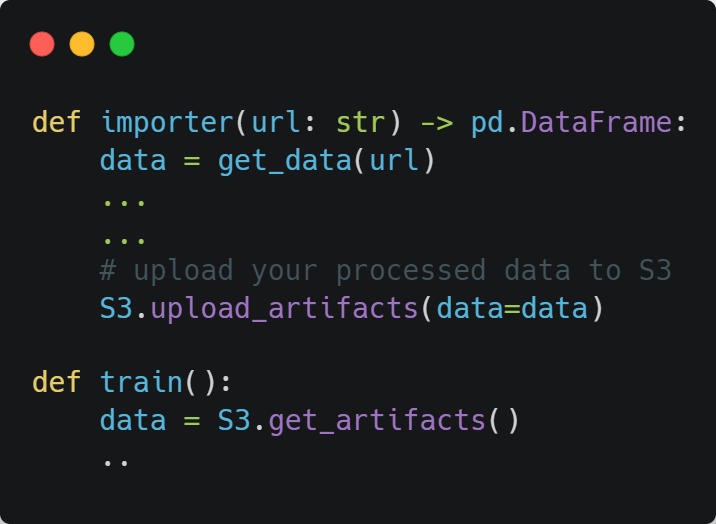 def importer(url: str) -> pd.DataFrame:
    data = get_data(url)
    ...
    ...
    # upload your processed data to S3
    S3.upload_artifacts(data=data)

def train():
    data = S3.get_artifacts()
    ..